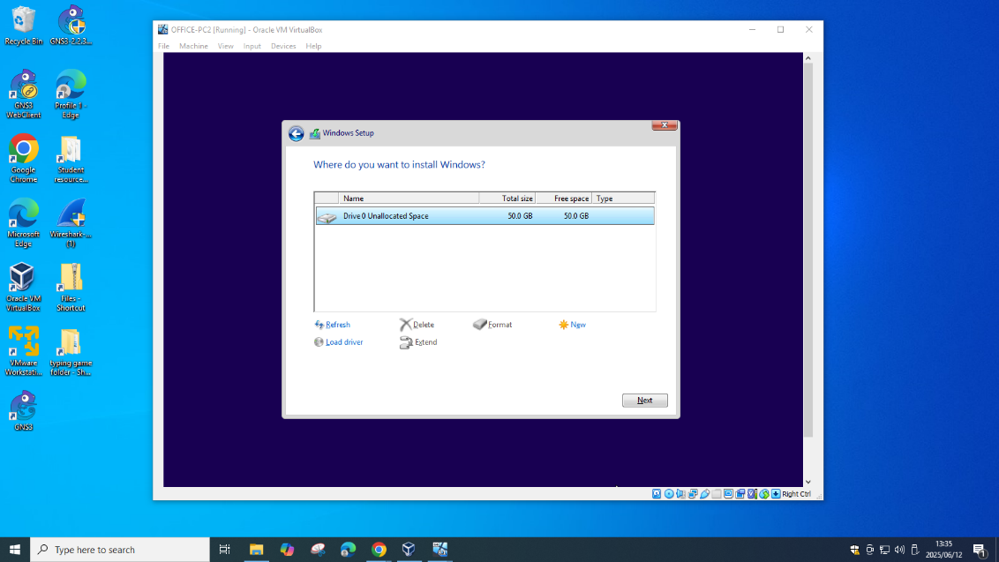 Recycle Bin
GNS3-2.2.3...
GNS3
WebClient
Profile 1 -
Edge
Google
Chrome
Student
resource...
Microsoft
Edge
Wireshark-...
(1)
Oracle VM
VirtualBox
Files -
Shortcut
VMware
Workstati...
typing game
folder - Sh...
GNS3
OFFICE-PC2 [Running] - Oracle VM VirtualBox
File Machine View Input Devices Help
Windows Setup
Where do you want to install Windows?
Name Total size Free space Type
Drive 0 Unallocated Space 50.0 GB 50.0 GB
Refresh Delete Format New
Load driver Extend
Next
Right Ctrl
Type here to search
13:35
2025/06/12
1